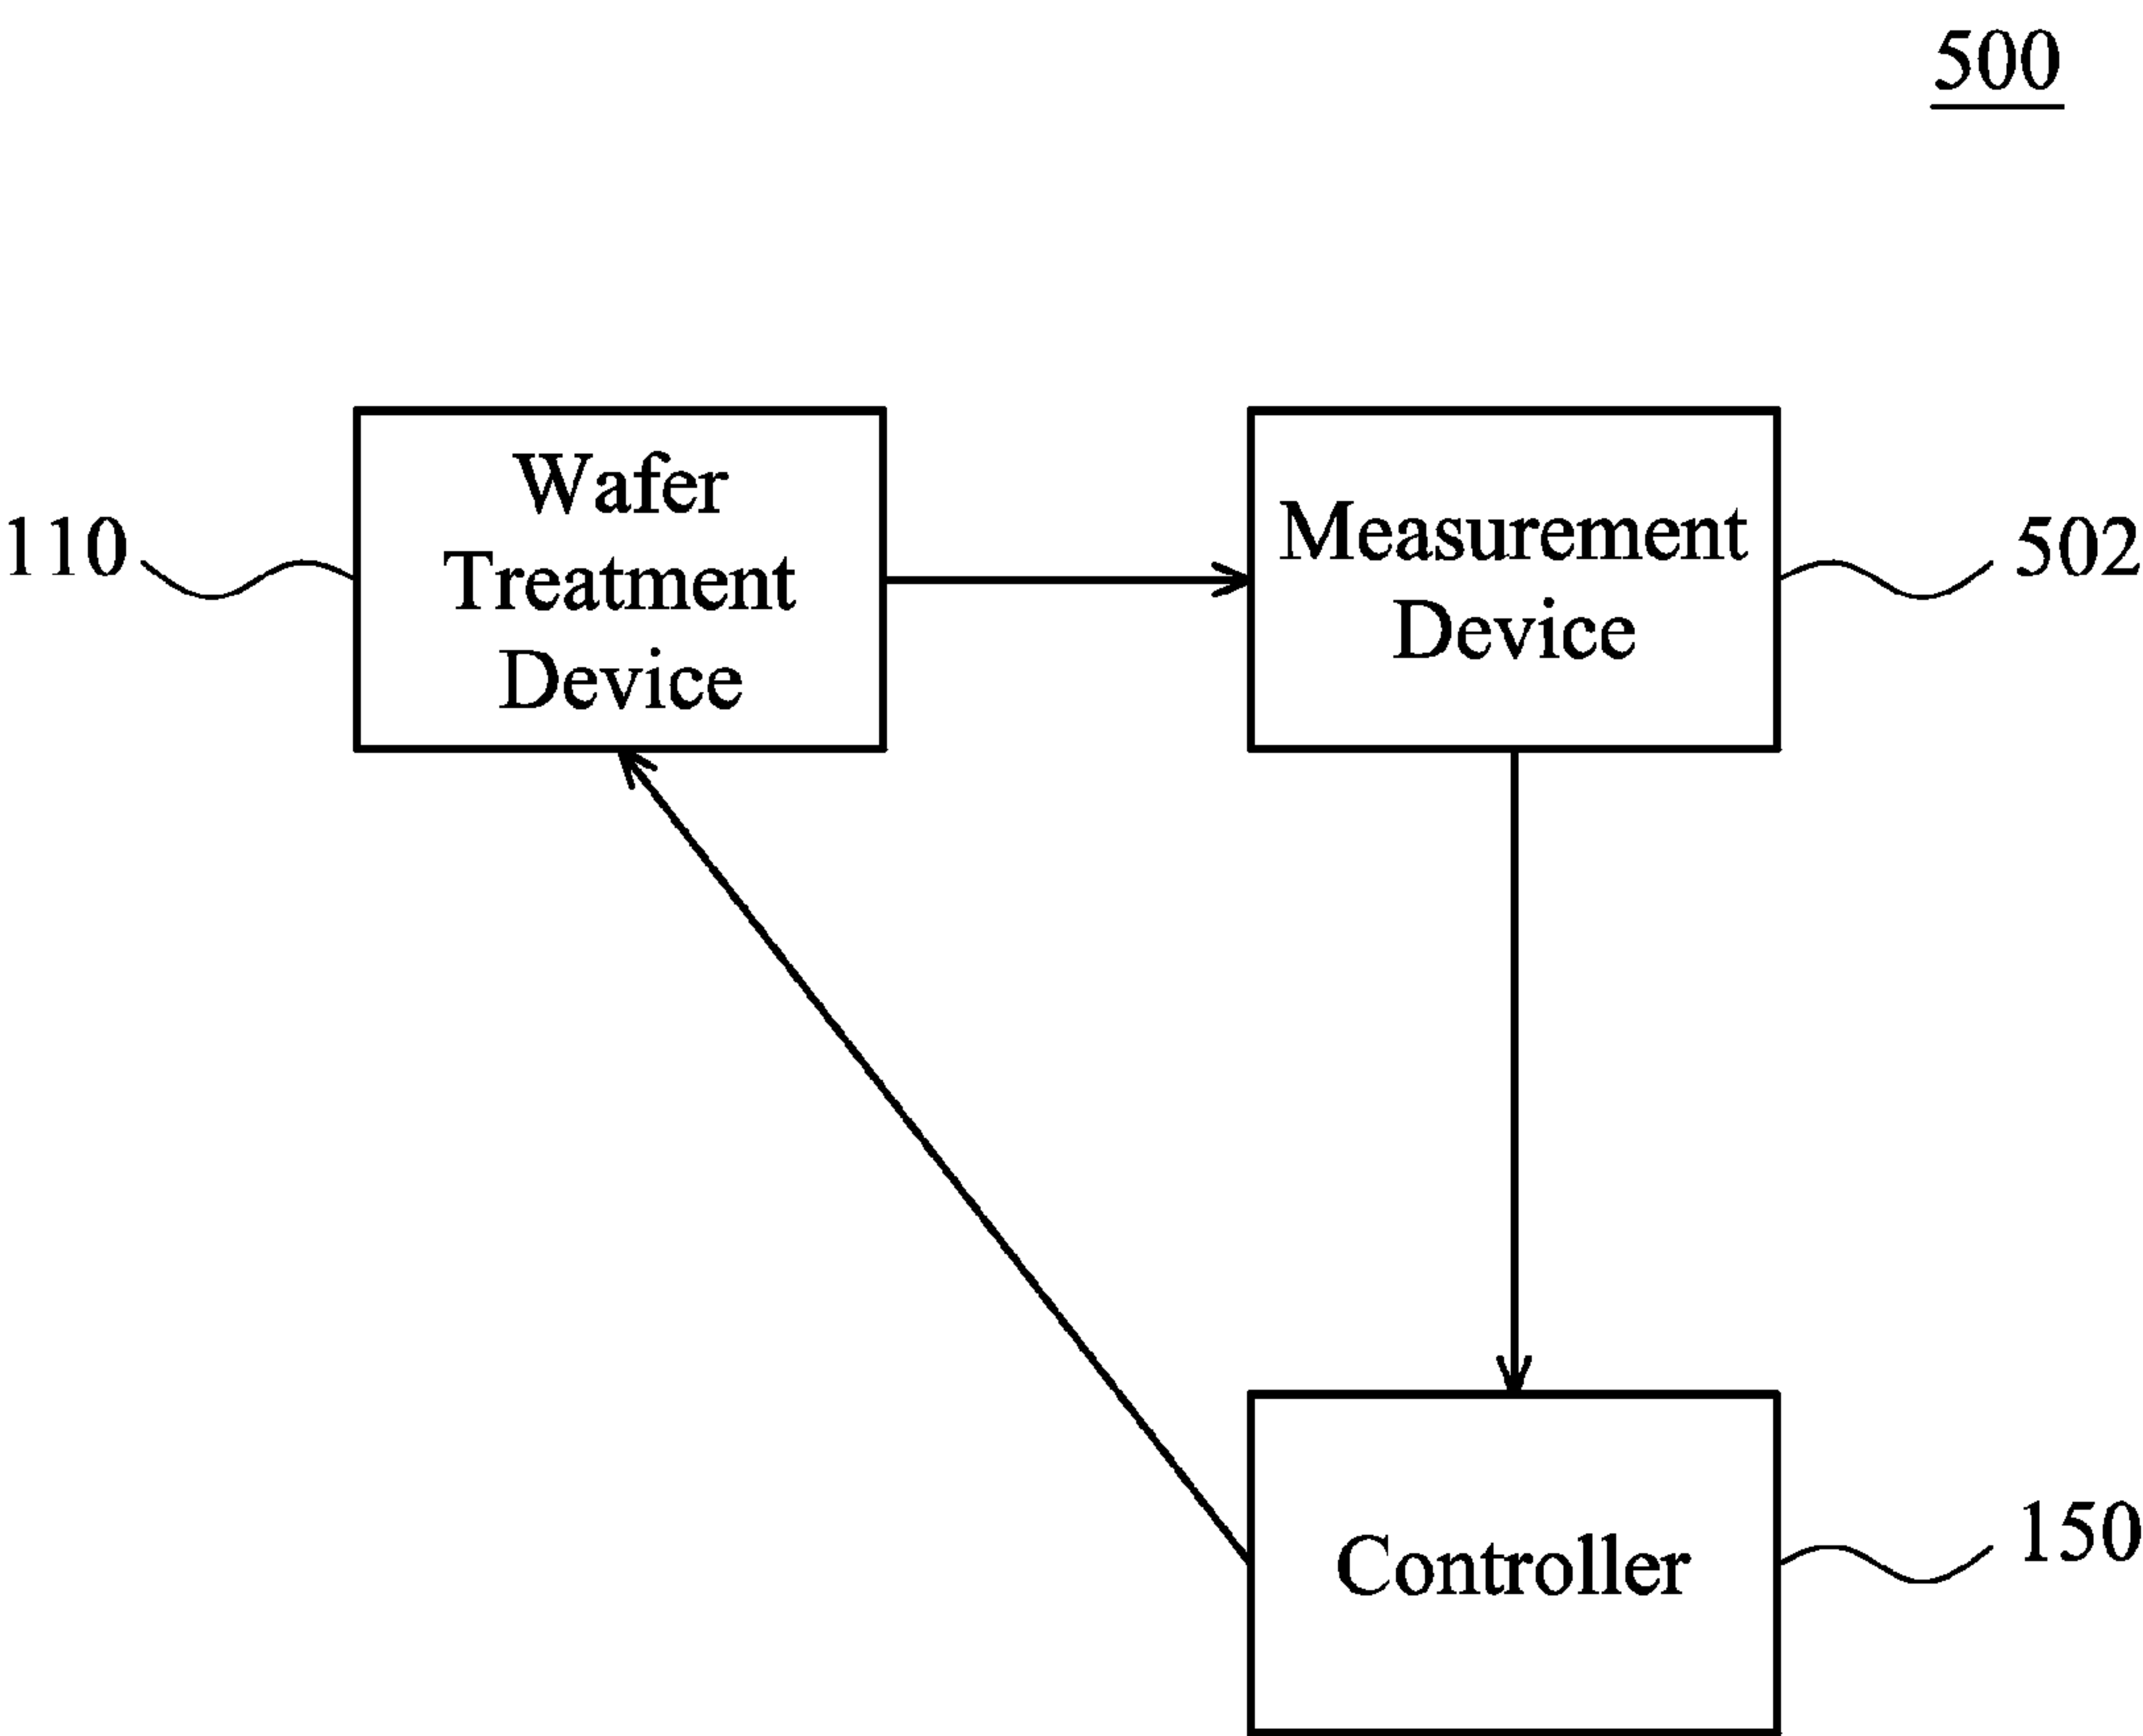 500
Wafer
Treatment
Device
110
Measurement
Device
502
Controller
150